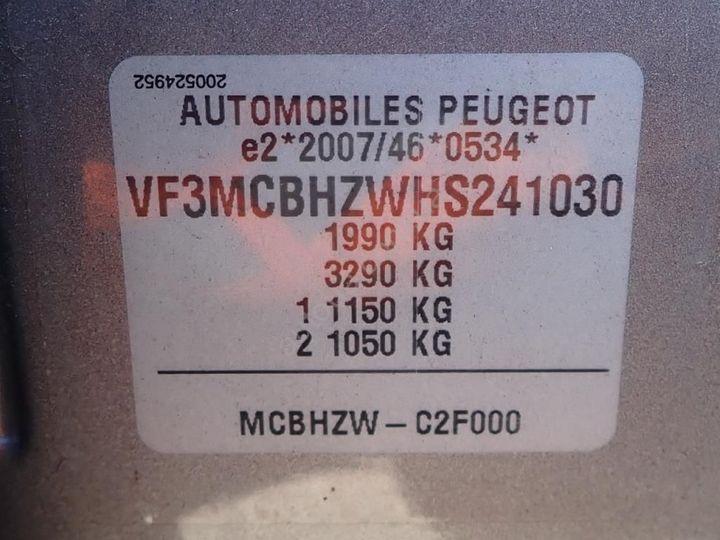 200524952
AUTOMOBILES PEUGEOT
e2*2007/46*0534*
VF3MCBHZWHS241030
1990 KG
3290 KG
1 1150 KG
2 1050 KG
MCBHZW – C2F000